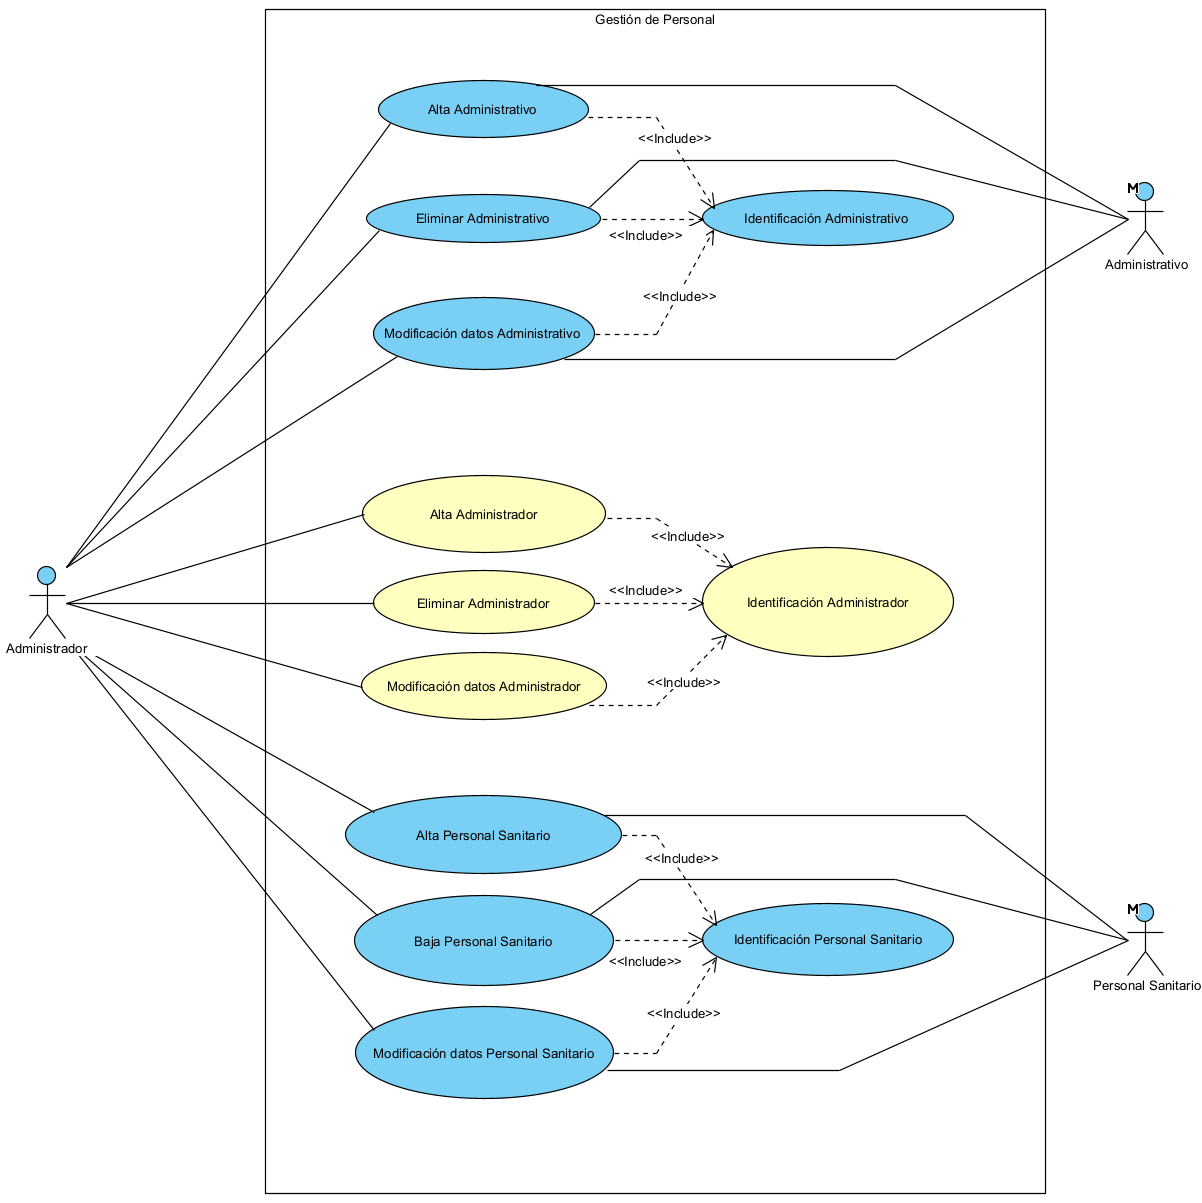 Gestión de Personal
Alta Administrativo
<<Include>>
M
Eliminar Administrativo
Identificación Administrativo
<<Include>>
Administrativo
<<Include>>
Modificación datos Administrativo
Alta Administrador
<<Include>>
<<Include>>
Eliminar Administrador
Identificación Administrador
Administrador
Modificación datos Administrador
<<Include>>
Alta Personal Sanitario
<<Include>>
M
Baja Personal Sanitario
Identificación Personal Sanitario
<<Include>>
Personal Sanitario
<<Include>>
Modificación datos Personal Sanitario